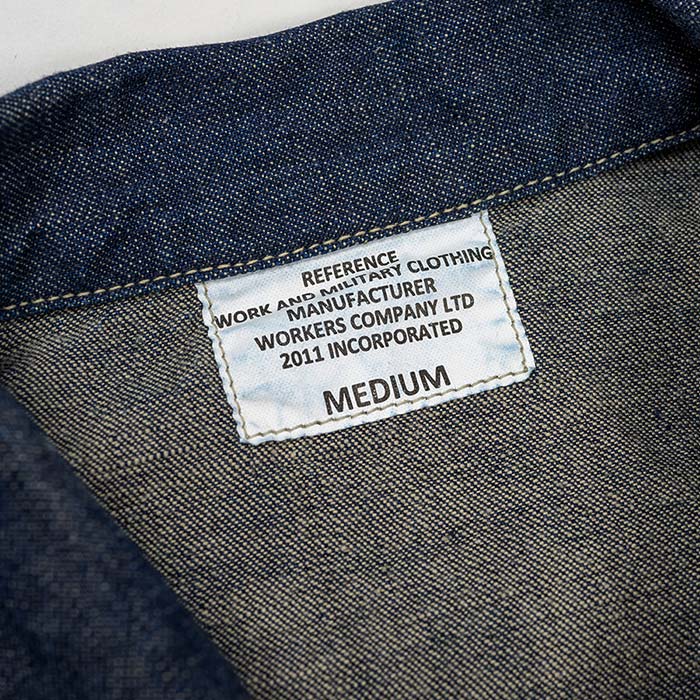 REFERENCE
WORK AND MILITARY CLOTHING
MANUFACTURER
WORKERS COMPANY LTD
2011 INCORPORATED
MEDIUM